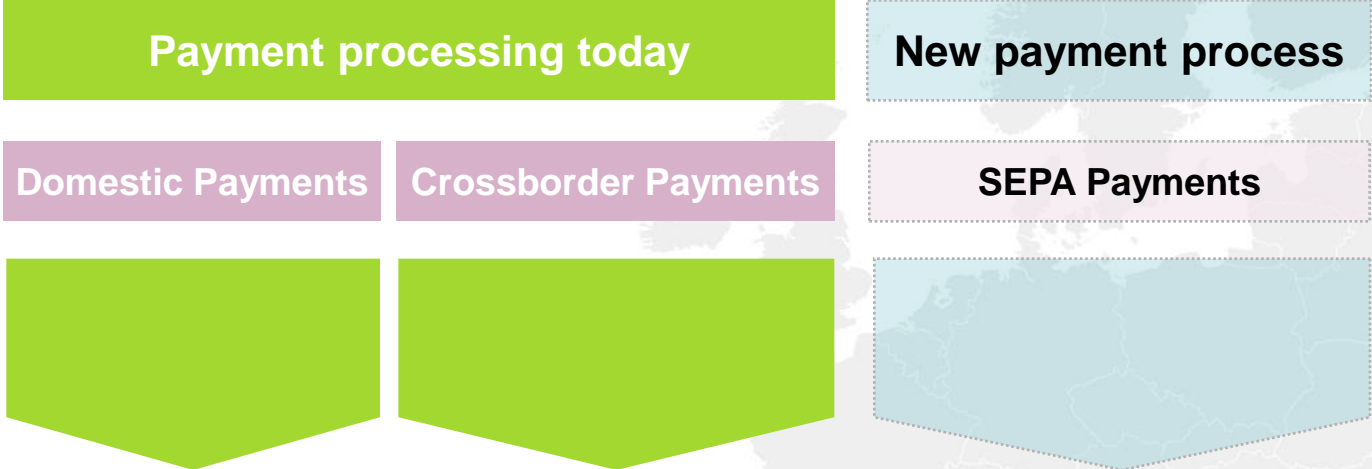 Payment processing today
New payment process
Domestic Payments
Crossborder Payments
SEPA Payments